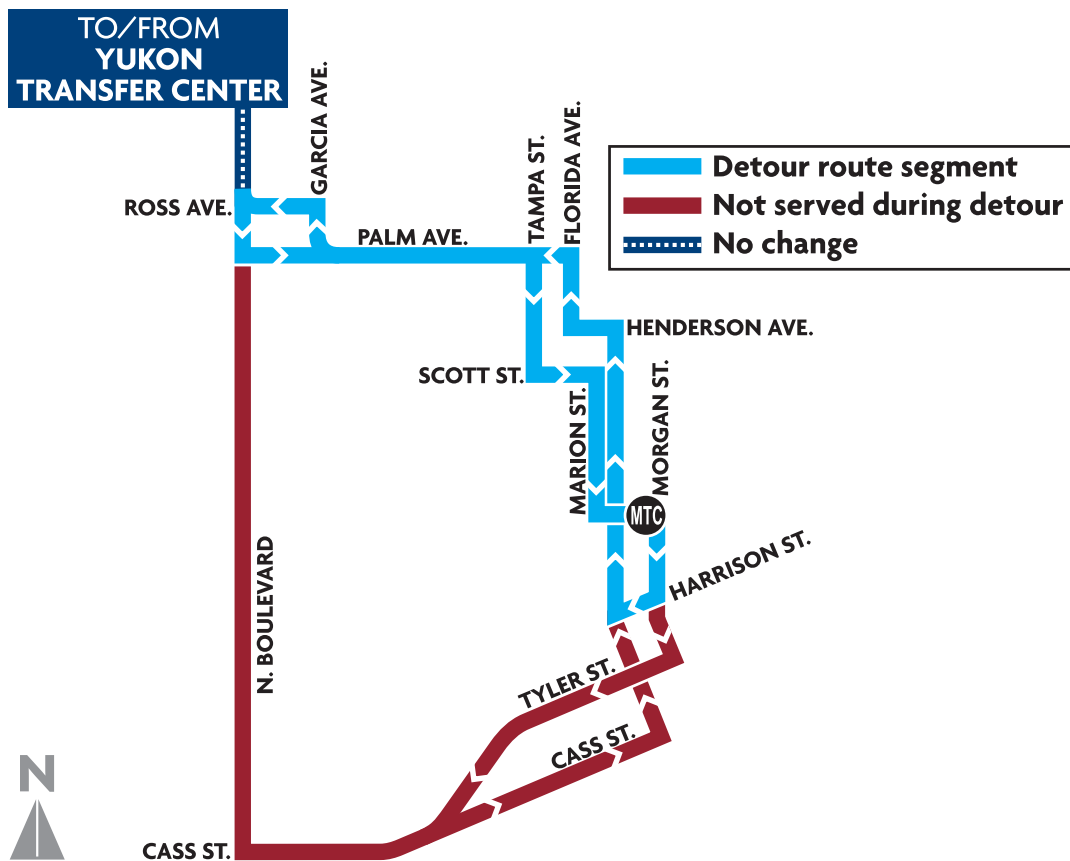 TO/FROM
YUKON
TRANSFER CENTER
GARCIA AVE.
TAMPA ST.
FLORIDA AVE.
Detour route segment
Not served during detour
No change
ROSS AVE.
PALM AVE.
HENDERSON AVE.
SCOTT ST.
MARION ST.
MORGAN ST.
MTC
HARRISON ST.
N. BOULEVARD
TYLER ST.
CASS ST.
N
CASS ST.